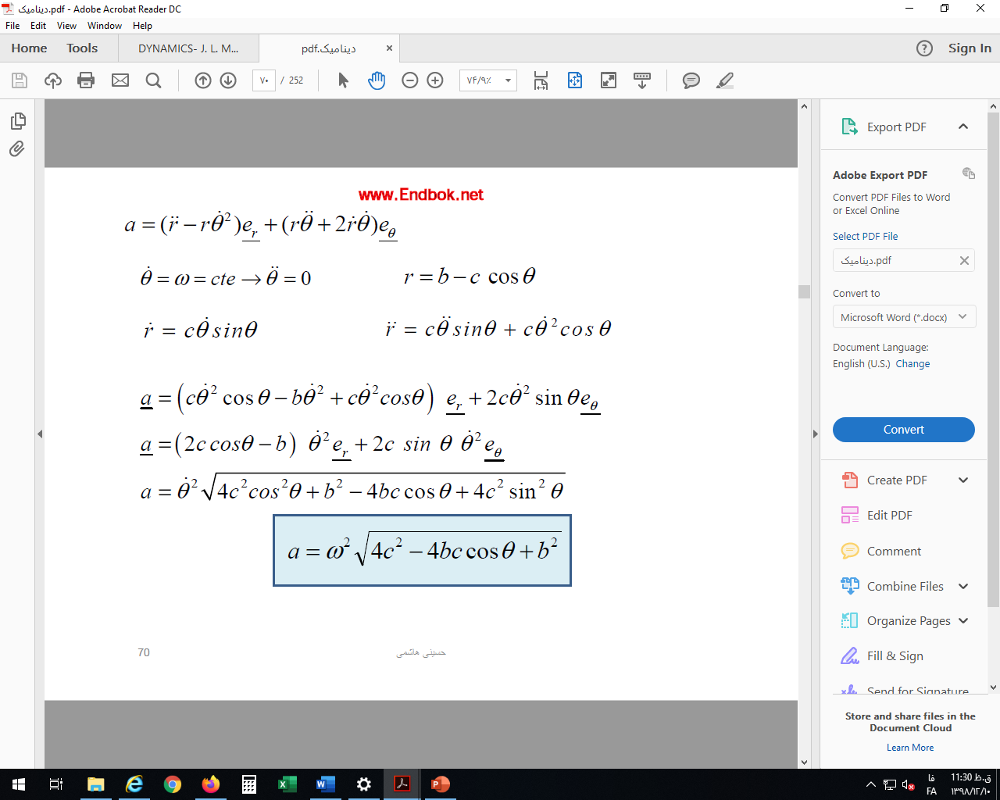 دینامیک.pdf - Adobe Acrobat Reader DC
File Edit View Window Help
Home Tools DYNAMICS- J. L. M... دینامیک.pdf × Sign In
۷۰ / 252 ۷۴/۹%
www.Endbok.net
a = (r̈ − rθ̇²)e_r + (rθ̈ + 2ṙθ̇)e_θ
θ̇ = ω = cte → θ̈ = 0 r = b − c cos θ
ṙ = cθ̇ sinθ r̈ = cθ̈ sinθ + cθ̇² cos θ
a = (cθ̇² cos θ − bθ̇² + cθ̇² cosθ) e_r + 2cθ̇² sin θ e_θ
a = (2c cosθ − b) θ̇² e_r + 2c sin θ θ̇² e_θ
a = θ̇² √(4c² cos²θ + b² − 4bc cos θ + 4c² sin² θ)
a = ω² √(4c² − 4bc cos θ + b²)
70 حسینی هاشمی
Export PDF
Adobe Export PDF
Convert PDF Files to Word
or Excel Online
Select PDF File
دینامیک.pdf
Convert to
Microsoft Word (*.docx)
Document Language:
English (U.S.) Change
Convert
Create PDF
Edit PDF
Comment
Combine Files
Organize Pages
Fill & Sign
Send for Signature
Store and share files in the
Document Cloud
Learn More
فا
FA
11:30 ق.ظ
۱۳۹۸/۱۲/۱۰